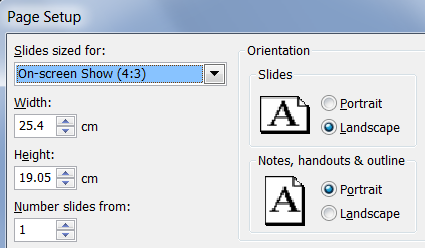 Page Setup
Slides sized for:
On-screen Show (4:3)
Width:
25.4 cm
Height:
19.05 cm
Number slides from:
1
Orientation
Slides
A
Portrait
Landscape
Notes, handouts & outline
A
Portrait
Landscape